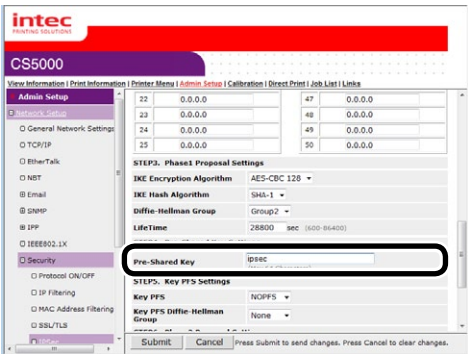 intec
PRINTING SOLUTIONS
CS5000
View Information | Print Information | Printer Menu | Admin Setup | Calibration | Direct Print | Job List | Links
Admin Setup
Network Setup
General Network Settings
TCP/IP
EtherTalk
NBT
Email
SNMP
IPP
IEEE802.1X
Security
Protocol ON/OFF
IP Filtering
MAC Address Filtering
SSL/TLS
IPSec
22 0.0.0.0 47 0.0.0.0
23 0.0.0.0 48 0.0.0.0
24 0.0.0.0 49 0.0.0.0
25 0.0.0.0 50 0.0.0.0
STEP3. Phase1 Proposal Settings
IKE Encryption Algorithm AES-CBC 128
IKE Hash Algorithm SHA-1
Diffie-Hellman Group Group2
LifeTime 28800 sec (600-86400)
Pre-Shared Key ipsec
STEP5. Key PFS Settings
Key PFS NOPFS
Key PFS Diffie-Hellman Group None
Submit Cancel Press Submit to send changes. Press Cancel to clear changes.